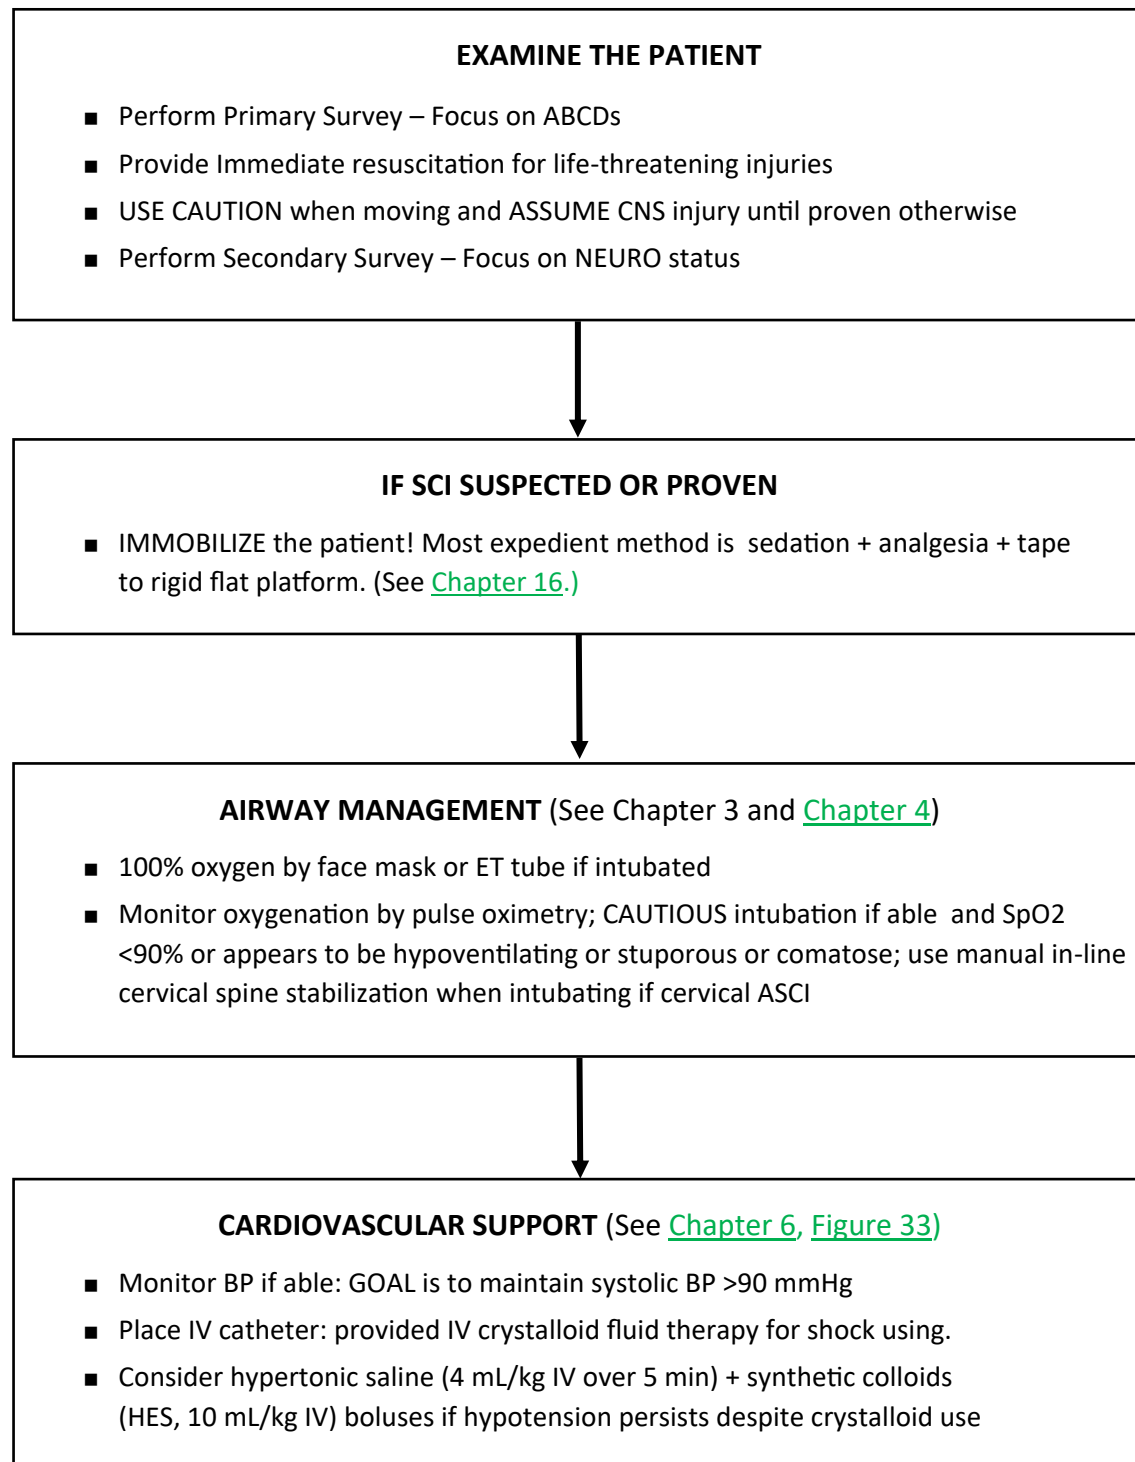 EXAMINE THE PATIENT
■ Perform Primary Survey – Focus on ABCDs
■ Provide Immediate resuscitation for life-threatening injuries
■ USE CAUTION when moving and ASSUME CNS injury until proven otherwise
■ Perform Secondary Survey – Focus on NEURO status
IF SCI SUSPECTED OR PROVEN
■ IMMOBILIZE the patient! Most expedient method is sedation + analgesia + tape
to rigid flat platform. (See Chapter 16.)
AIRWAY MANAGEMENT (See Chapter 3 and Chapter 4)
■ 100% oxygen by face mask or ET tube if intubated
■ Monitor oxygenation by pulse oximetry; CAUTIOUS intubation if able and SpO2
<90% or appears to be hypoventilating or stuporous or comatose; use manual in-line
cervical spine stabilization when intubating if cervical ASCI
CARDIOVASCULAR SUPPORT (See Chapter 6, Figure 33)
■ Monitor BP if able: GOAL is to maintain systolic BP >90 mmHg
■ Place IV catheter: provided IV crystalloid fluid therapy for shock using.
■ Consider hypertonic saline (4 mL/kg IV over 5 min) + synthetic colloids
(HES, 10 mL/kg IV) boluses if hypotension persists despite crystalloid use